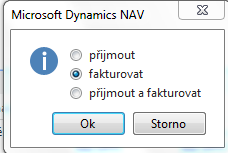 Microsoft Dynamics NAV
přijmout
fakturovat
přijmout a fakturovat
Ok
Storno